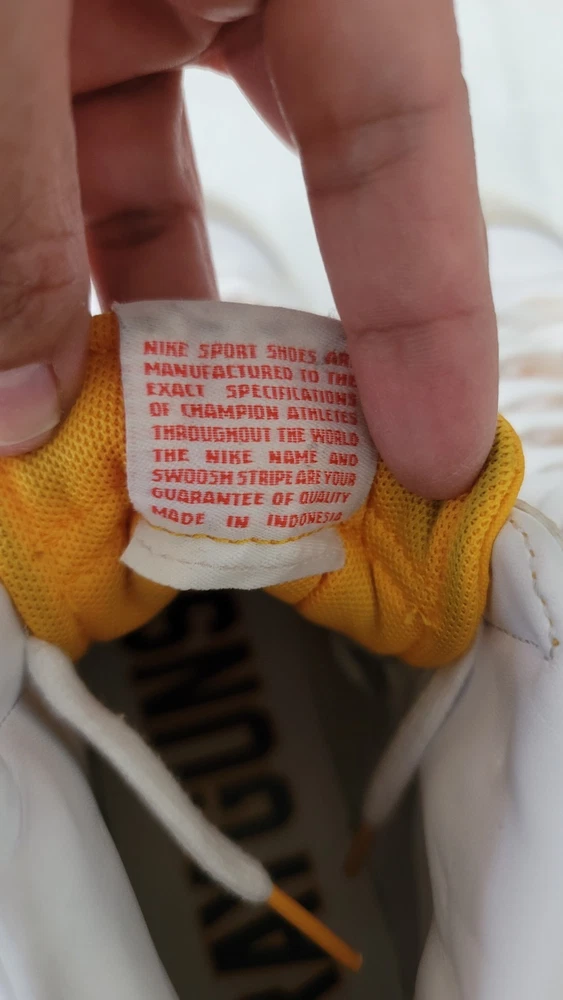 NIKE SPORT SHOES ARE
MANUFACTURED TO THE
EXACT SPECIFICATIONS
OF CHAMPION ATHLETES
THROUGHOUT THE WORLD
THE NIKE NAME AND
SWOOSH STRIPE ARE YOUR
GUARANTEE OF QUALITY
MADE IN INDONESIA